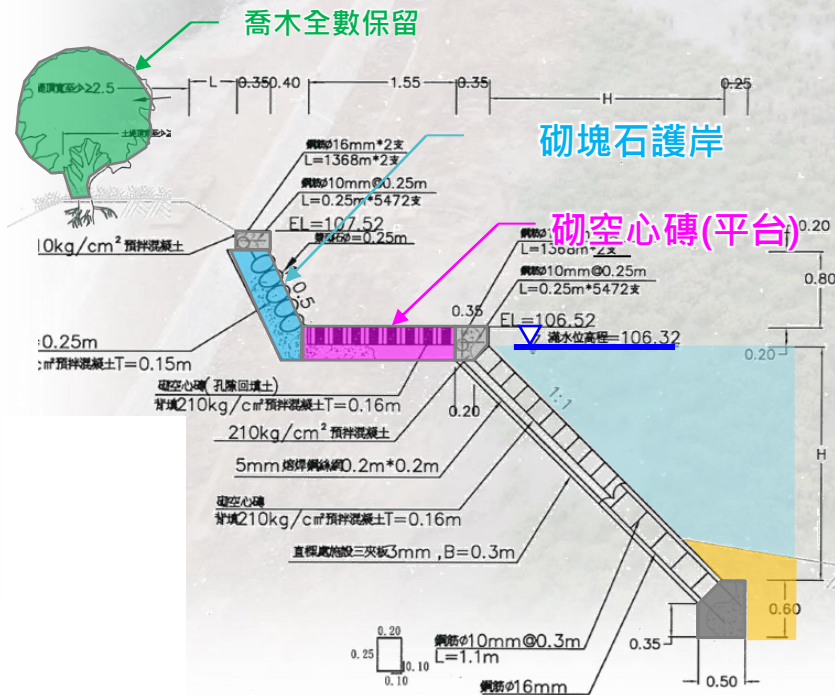 喬木全數保留
堤頂寬至少≥2.5
L
0.35
0.40
1.55
0.35
H
0.25
鋼筋Ø16mm*2支
L=1368m*2支
砌塊石護岸
鋼筋Ø10mm@0.25m
L=0.25m*5472支
EL=107.52
=0.25m
10kg/cm² 預拌混凝土
砌空心磚(平台)
L=1368m*2支
鋼筋Ø10mm@0.25m
L=0.25m*5472支
0.20
0.80
0.5
0.35
EL=106.52
滿水位高程=106.32
0.20
=0.25m
cm²預拌混凝土T=0.15m
砌空心磚(孔隙回填土)
背填210kg/cm²預拌混凝土T=0.16m
0.20
1:1
210kg/cm² 預拌混凝土
5mm 熔焊鋼絲網0.2m*0.2m
H
砌空心磚
背填210kg/cm²預拌混凝土T=0.16m
直條處施設三夾板3mm ,B=0.3m
0.60
0.35
0.20
0.25
0.10
0.10
鋼筋Ø10mm@0.3m
L=1.1m
鋼筋Ø16mm
0.50